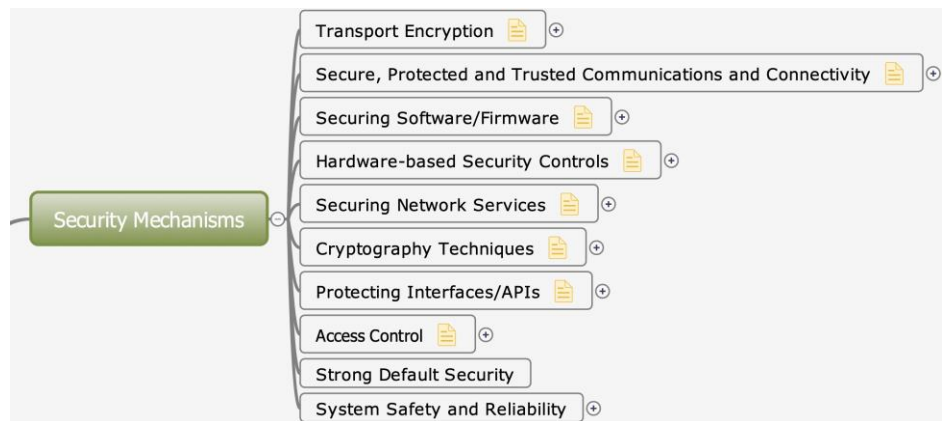 Transport Encryption
Secure, Protected and Trusted Communications and Connectivity
Securing Software/Firmware
Hardware-based Security Controls
Securing Network Services
Security Mechanisms
Cryptography Techniques
Protecting Interfaces/APIs
Access Control
Strong Default Security
System Safety and Reliability